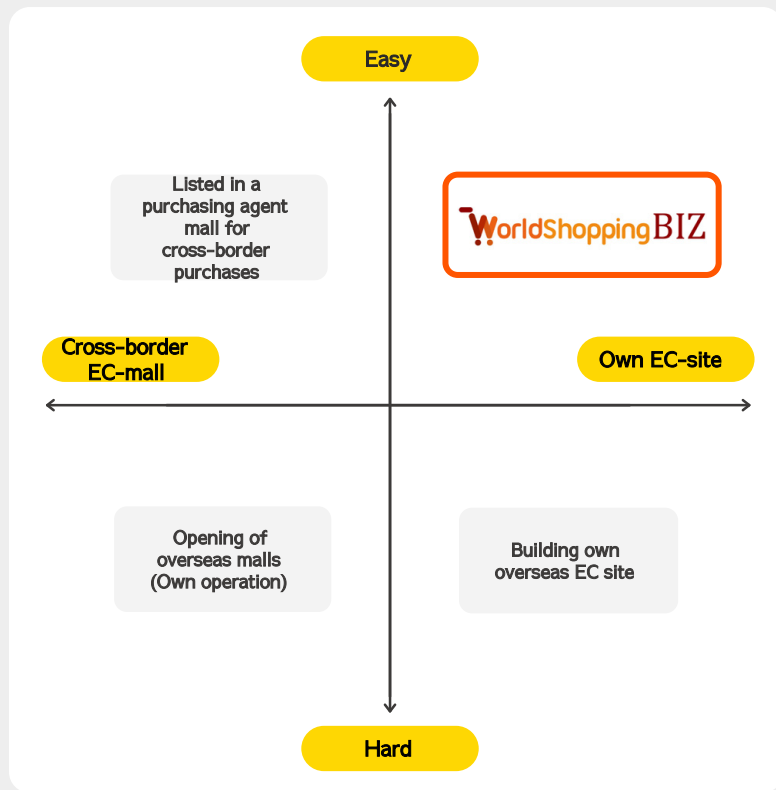 Easy
Listed in a
purchasing agent
mall for
cross-border
purchases
WorldShoppingBIZ
Cross-border
EC-mall
Own EC-site
Opening of
overseas malls
(Own operation)
Building own
overseas EC site
Hard